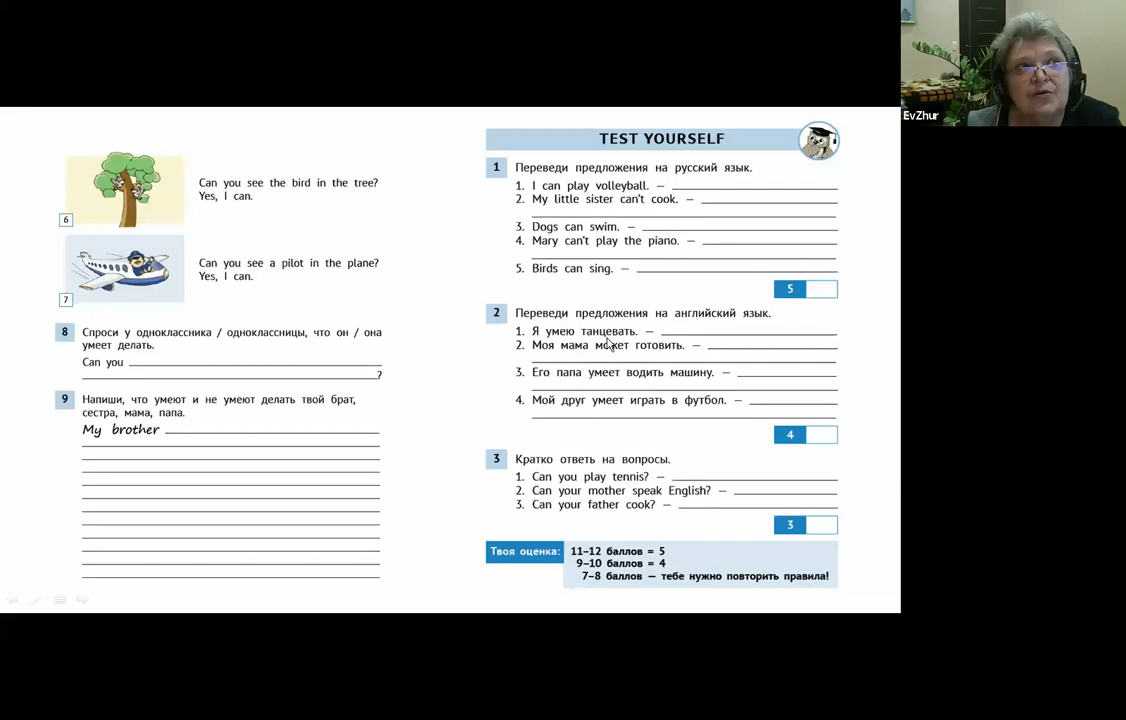 Can you see the bird in the tree?
Yes, I can.
6
Can you see a pilot in the plane?
Yes, I can.
7
8 Спроси у одноклассника / одноклассницы, что он / она
умеет делать.
Can you
?
9 Напиши, что умеют и не умеют делать твой брат,
сестра, мама, папа.
My brother
TEST YOURSELF
1 Переведи предложения на русский язык.
1. I can play volleyball. —
2. My little sister can't cook. —
3. Dogs can swim. —
4. Mary can't play the piano. —
5. Birds can sing. —
5
2 Переведи предложения на английский язык.
1. Я умею танцевать. —
2. Моя мама может готовить. —
3. Его папа умеет водить машину. —
4. Мой друг умеет играть в футбол. —
4
3 Кратко ответь на вопросы.
1. Can you play tennis? —
2. Can your mother speak English? —
3. Can your father cook? —
3
Твоя оценка: 11–12 баллов = 5
9–10 баллов = 4
7–8 баллов — тебе нужно повторить правила!
EvZhur